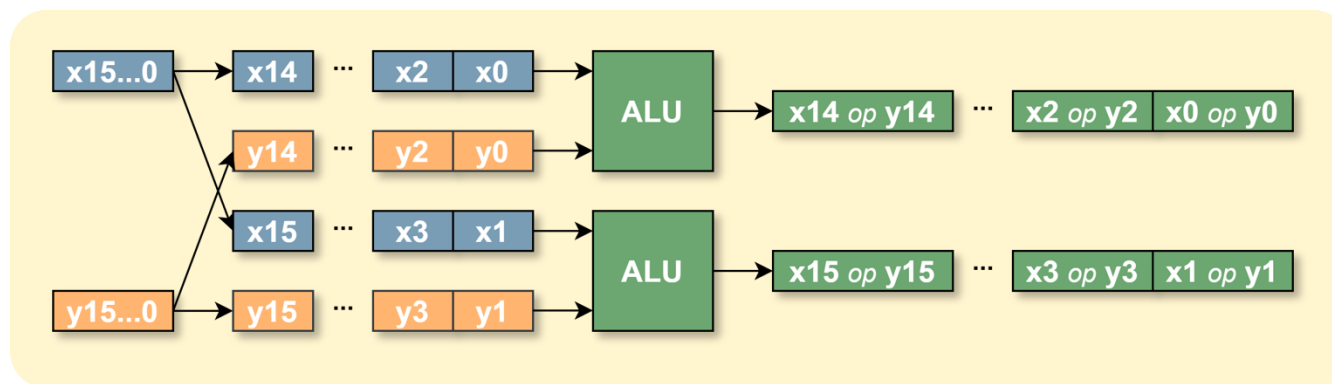 x15...0 x14 ... x2 x0
ALU
x14 op y14 ... x2 op y2 x0 op y0
y14 ... y2 y0
x15 ... x3 x1
ALU
x15 op y15 ... x3 op y3 x1 op y1
y15...0 y15 ... y3 y1